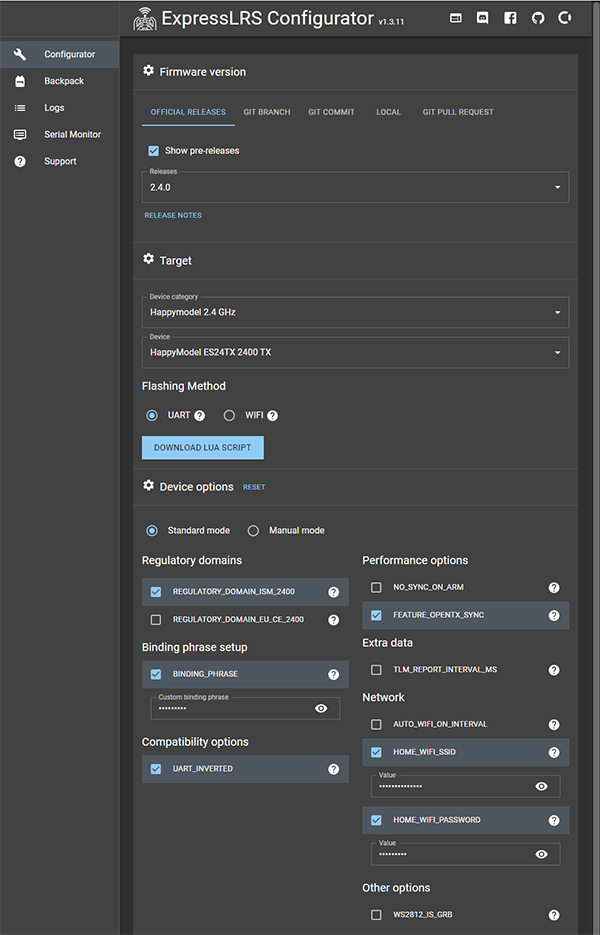 ExpressLRS Configurator v1.3.11
Configurator
Backpack
Logs
Serial Monitor
Support
Firmware version
OFFICIAL RELEASES GIT BRANCH GIT COMMIT LOCAL GIT PULL REQUEST
Show pre-releases
Releases
2.4.0
RELEASE NOTES
Target
Device category
Happymodel 2.4 GHz
Device
HappyModel ES24TX 2400 TX
Flashing Method
UART ? WIFI ?
DOWNLOAD LUA SCRIPT
Device options RESET
Standard mode Manual mode
Regulatory domains
REGULATORY_DOMAIN_ISM_2400 ?
REGULATORY_DOMAIN_EU_CE_2400 ?
Binding phrase setup
BINDING_PHRASE ?
Custom binding phrase
•••••••••
Compatibility options
UART_INVERTED ?
Performance options
NO_SYNC_ON_ARM ?
FEATURE_OPENTX_SYNC ?
Extra data
TLM_REPORT_INTERVAL_MS ?
Network
AUTO_WIFI_ON_INTERVAL ?
HOME_WIFI_SSID ?
Value
••••••••••••••
HOME_WIFI_PASSWORD ?
Value
•••••••••
Other options
WS2812_IS_GRB ?